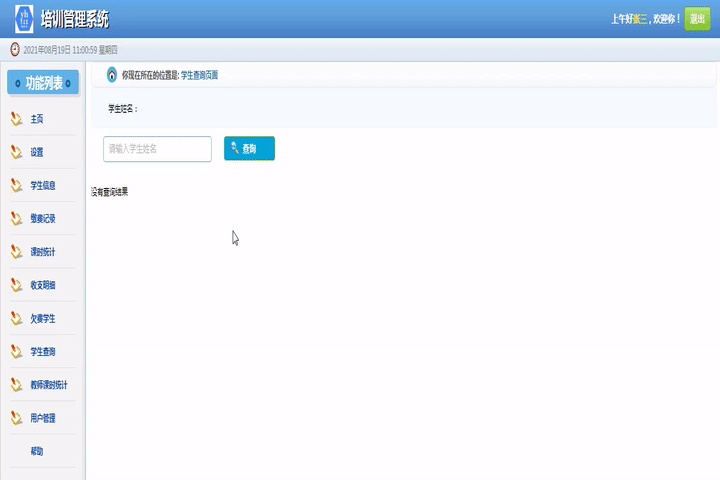 培训管理系统
上午好张三，欢迎你！ 退出
2021年08月19日 11:00:59 星期四
功能列表
你现在所在的位置是: 学生查询页面
主页
设置
学生信息
缴费记录
课时统计
收支明细
欠费学生
学生查询
教师课时统计
用户管理
帮助
学生姓名：
请输入学生姓名
查询
没有查询结果